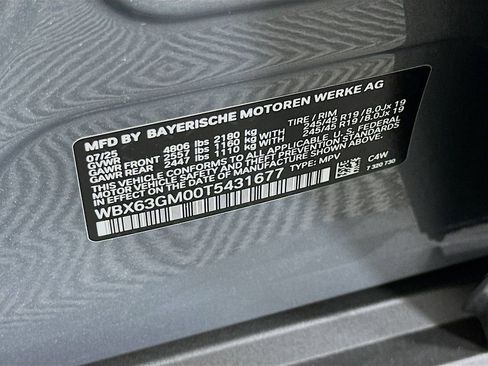 MFD BY BAYERISCHE MOTOREN WERKE AG
07/25 TIRE / RIM
GVWR 4806 lbs 2180 kg
GAWR FRONT 2557 lbs 1160 kg WITH 245/45 R19 / 8.0Jx 19
GAWR REAR 2447 lbs 1110 kg WITH 245/45 R19 / 8.0Jx 19
THIS VEHICLE CONFORMS TO ALL APPLICABLE U.S. FEDERAL
MOTOR VEHICLE SAFETY STANDARDS IN EFFECT ON THE DATE OF
MANUFACTURE SHOWN ABOVE. TYPE: MPV
WBX63GM00T5431677 C4W
T 320 730